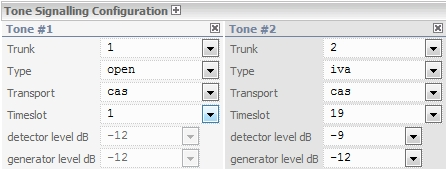 Tone Signalling Configuration
Tone #1
Trunk 1
Type open
Transport cas
Timeslot 1
detector level dB -12
generator level dB -12
Tone #2
Trunk 2
Type iva
Transport cas
Timeslot 19
detector level dB -9
generator level dB -12